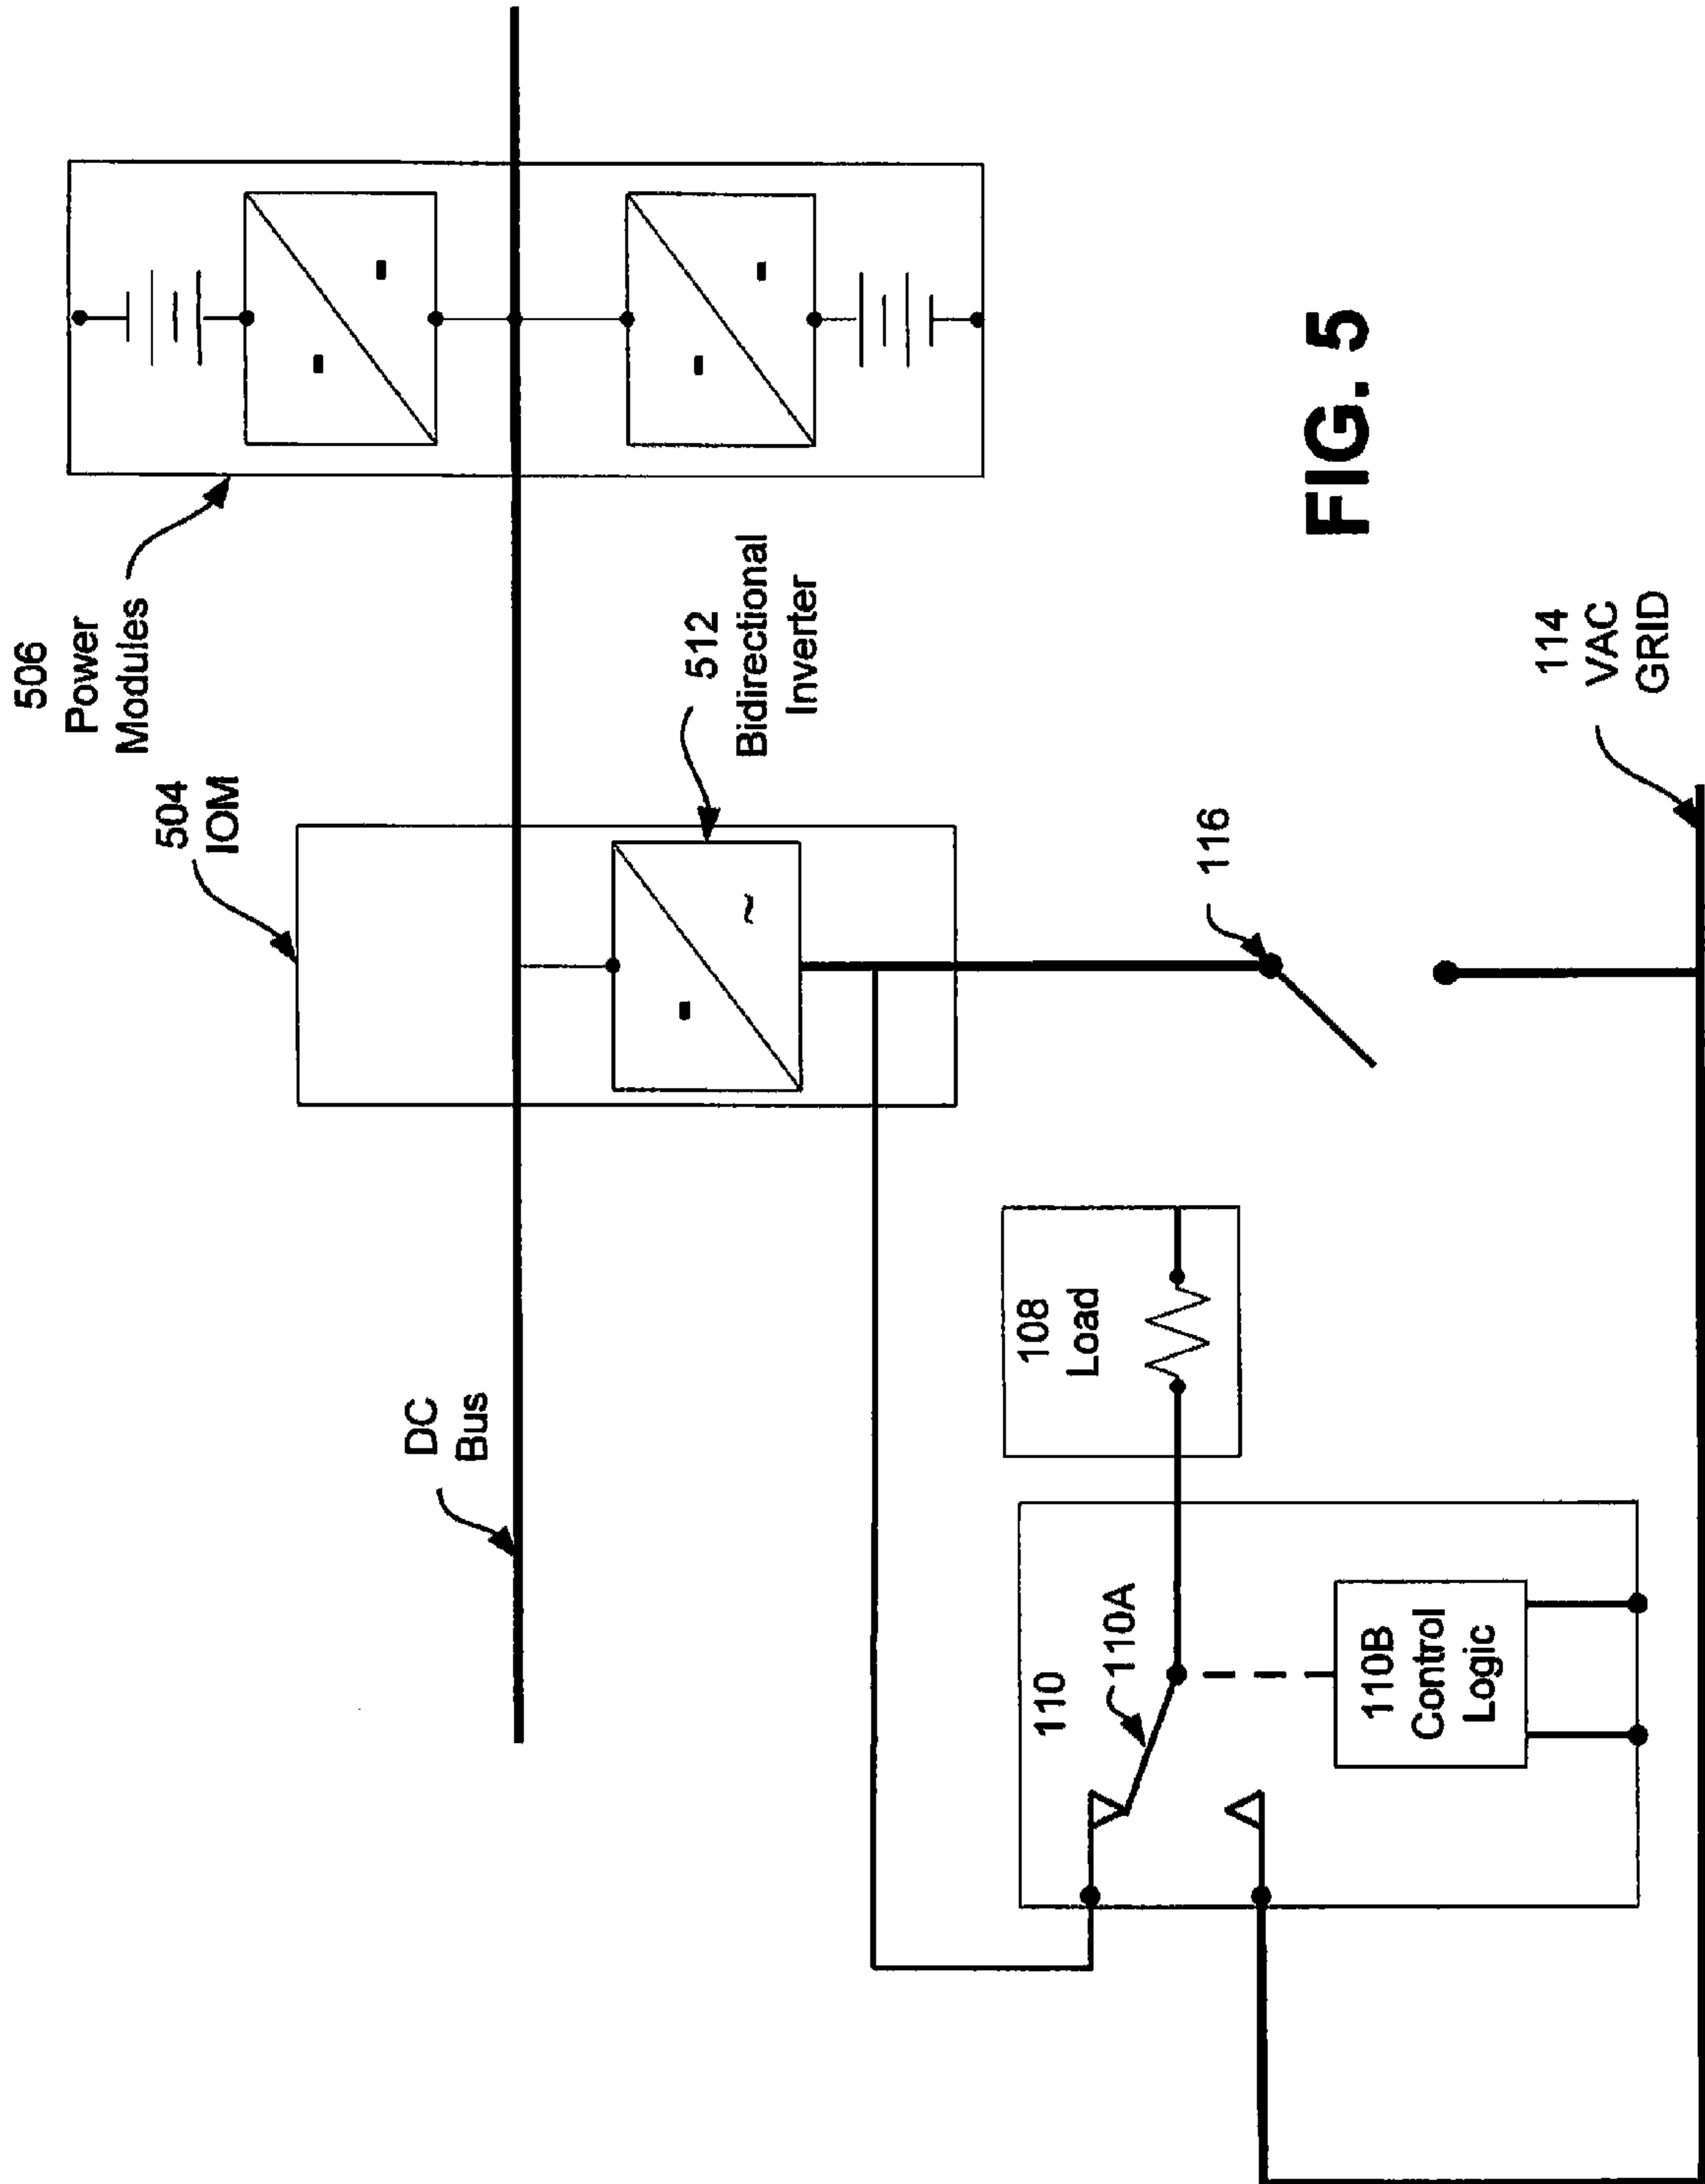 506
Power
Modules
504
IOM
512
Bidirectional
Inverter
DC
Bus
116
114
VAC
GRID
108
Load
110
110A
110B
Control
Logic
-
-
-
-
-
~
FIG. 5